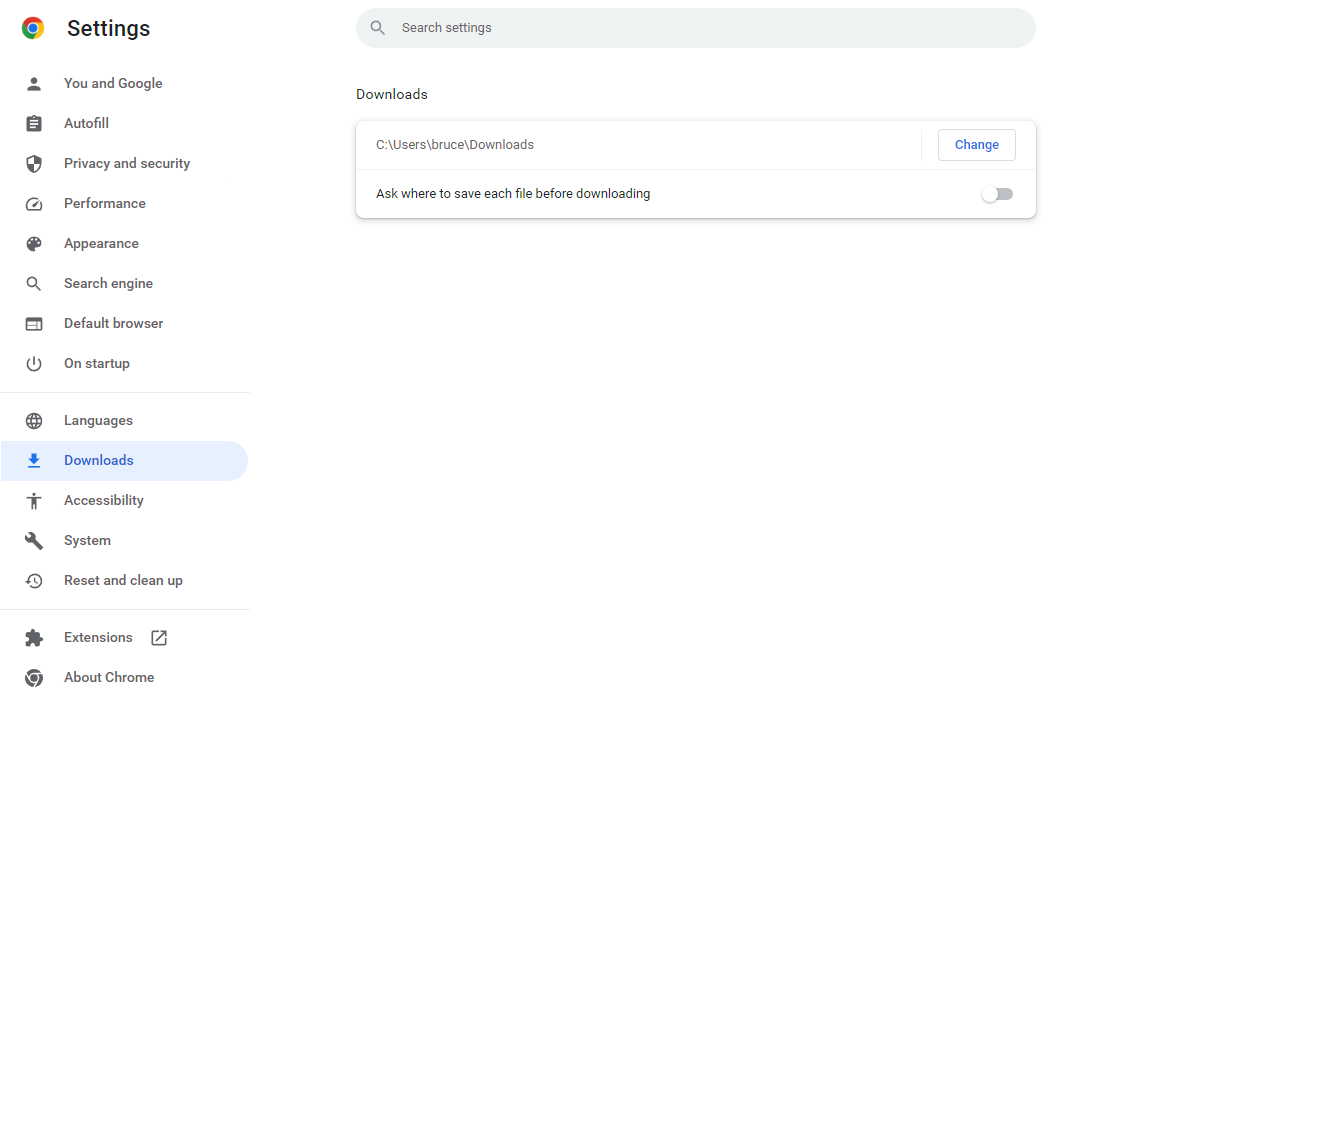 Settings
Search settings
You and Google
Autofill
Privacy and security
Performance
Appearance
Search engine
Default browser
On startup
Languages
Downloads
Accessibility
System
Reset and clean up
Extensions
About Chrome
Downloads
C:\Users\bruce\Downloads
Change
Ask where to save each file before downloading